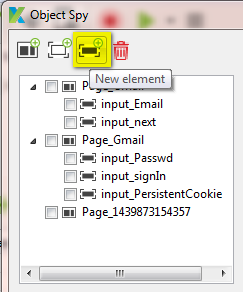 Object Spy
New element
input_Email
input_next
Page_Gmail
input_Passwd
input_signIn
input_PersistentCookie
Page_1439873154357